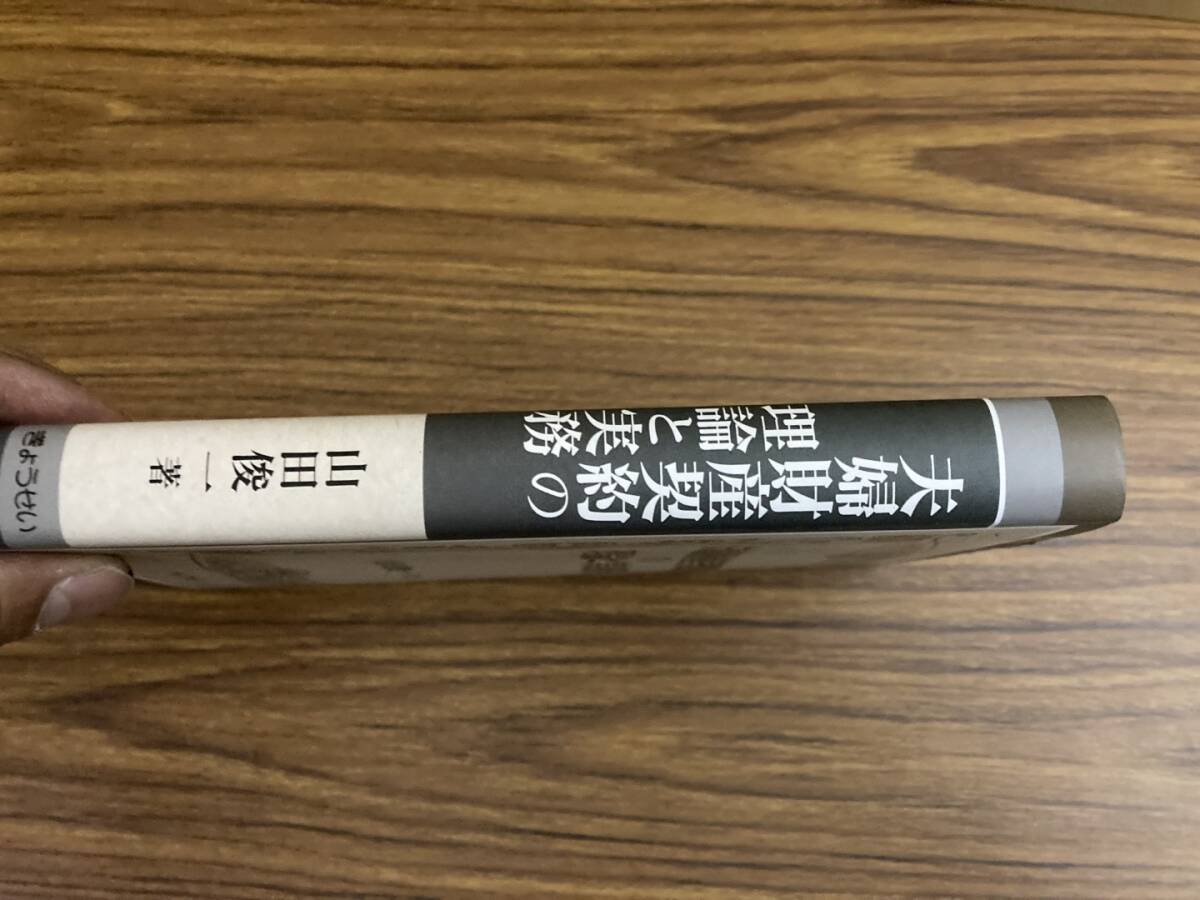 夫婦財産契約の
理論と実務
山田俊一 著
ぎょうせい